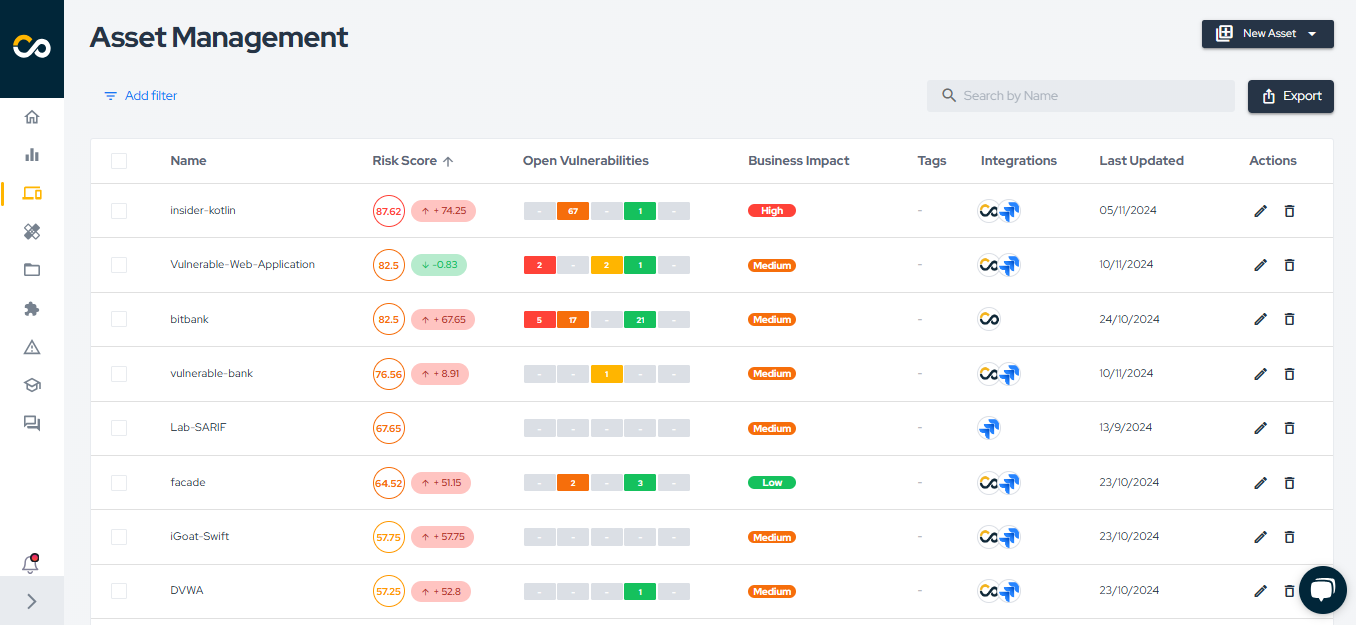 Asset Management
New Asset
Add filter
Search by Name
Export
Name Risk Score Open Vulnerabilities Business Impact Tags Integrations Last Updated Actions
insider-kotlin 87.62 ↑ + 74.25 - 67 - 1 - High - 05/11/2024
Vulnerable-Web-Application 82.5 ↓ -0.83 2 - 2 1 - Medium - 10/11/2024
bitbank 82.5 ↑ + 67.65 5 17 - 21 - Medium - 24/10/2024
vulnerable-bank 76.56 ↑ + 8.91 - - 1 - - Medium - 10/11/2024
Lab-SARIF 67.65 - - - - - Medium - 13/9/2024
facade 64.52 ↑ + 51.15 - 2 - 3 - Low - 23/10/2024
iGoat-Swift 57.75 ↑ + 57.75 - - - - - Medium - 23/10/2024
DVWA 57.25 ↑ + 52.8 - - - 1 - Medium - 23/10/2024